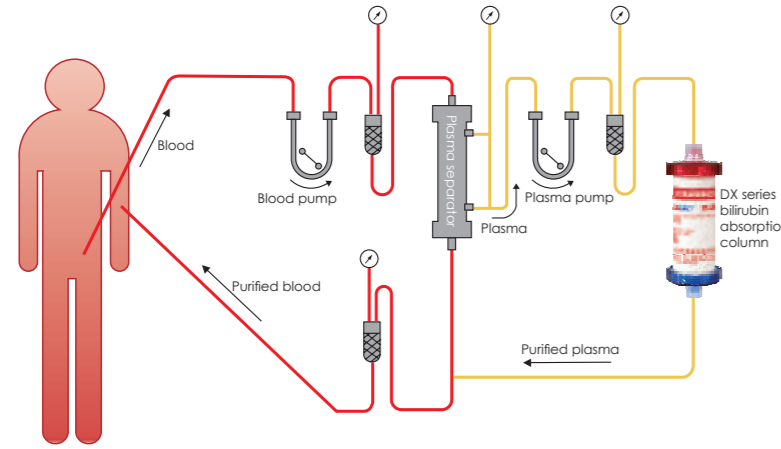 Blood
Blood pump
Plasma separator
Plasma
Plasma pump
DX series
bilirubin
absorptio
column
Purified blood
Purified plasma